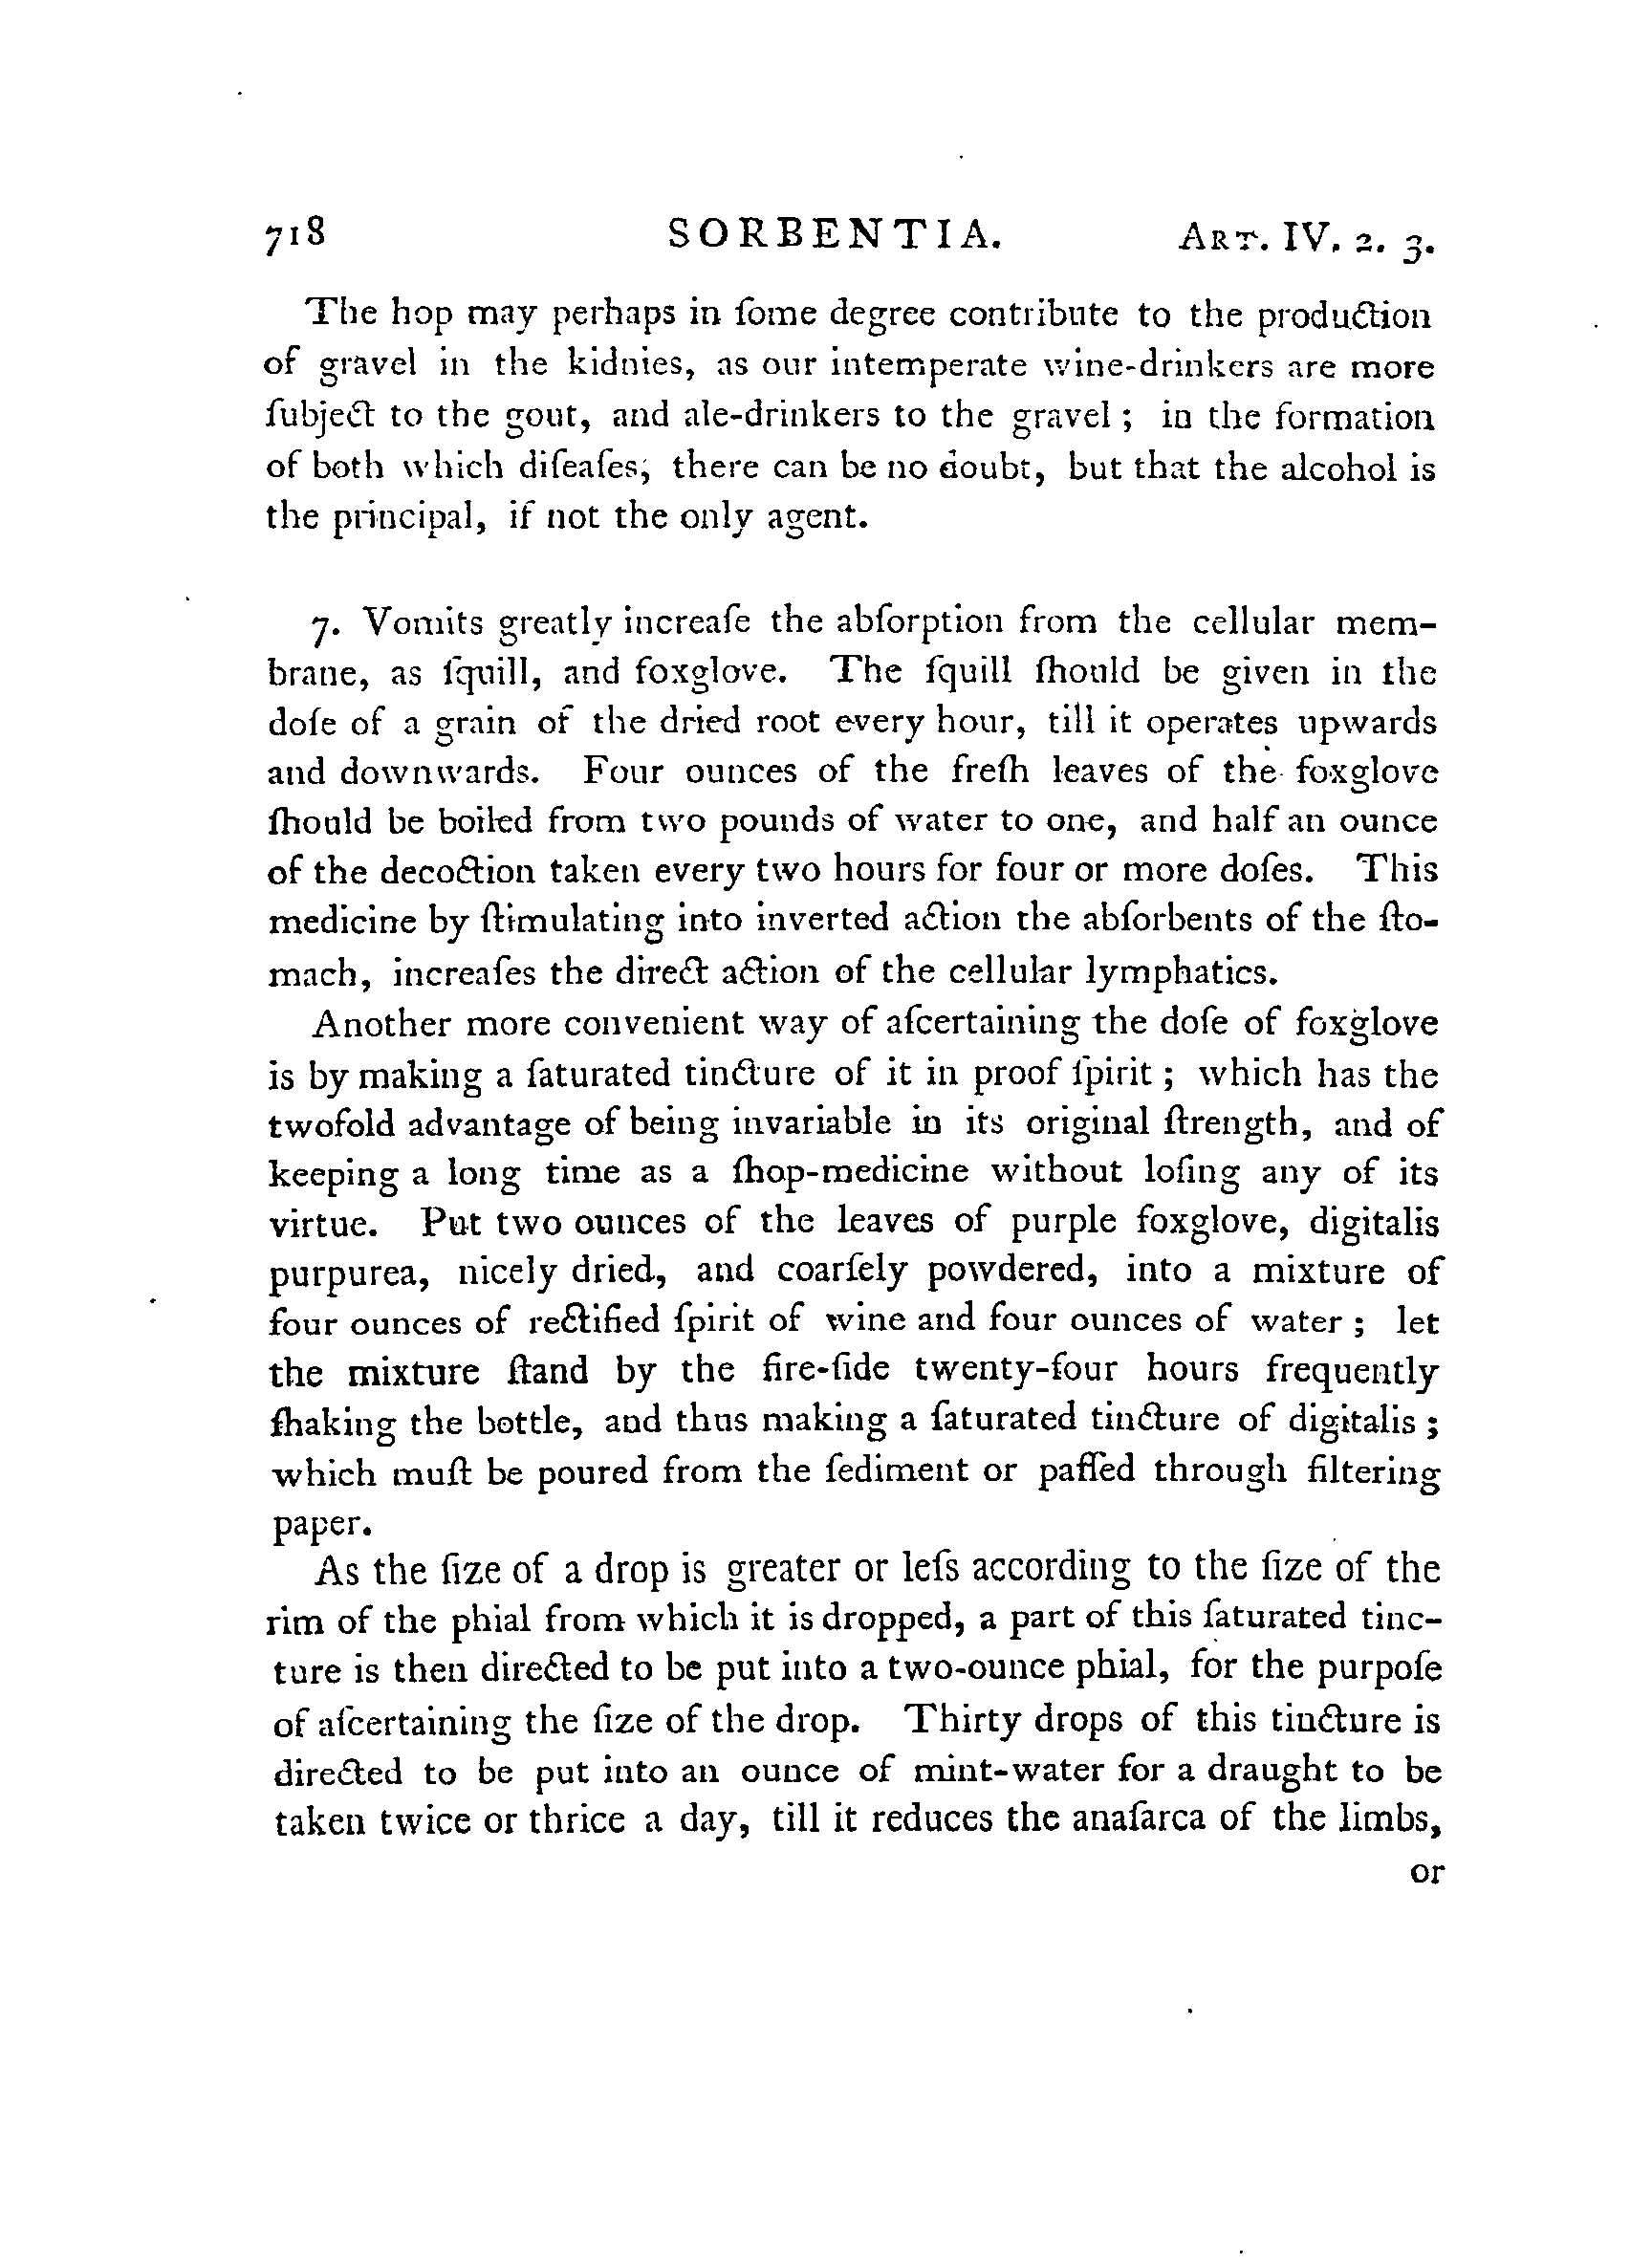 718 SORBENTIA. ART. IV. 2. 3.
The hop may perhaps in ſome degree contribute to the production
of gravel in the kidnies, as our intemperate wine-drinkers are more
ſubject to the gout, and ale-drinkers to the gravel; in the formation
of both which diſeaſes, there can be no doubt, but that the alcohol is
the principal, if not the only agent.
7. Vomits greatly increaſe the abſorption from the cellular mem-
brane, as ſquill, and foxglove. The ſquill ſhould be given in the
doſe of a grain of the dried root every hour, till it operates upwards
and downwards. Four ounces of the freſh leaves of the foxglove
ſhould be boiled from two pounds of water to one, and half an ounce
of the decoction taken every two hours for four or more doſes. This
medicine by ſtimulating into inverted action the abſorbents of the ſto-
mach, increaſes the direct action of the cellular lymphatics.
Another more convenient way of aſcertaining the doſe of foxglove
is by making a ſaturated tincture of it in proof ſpirit; which has the
twofold advantage of being invariable in its original ſtrength, and of
keeping a long time as a ſhop-medicine without loſing any of its
virtue. Put two ounces of the leaves of purple foxglove, digitalis
purpurea, nicely dried, and coarſely powdered, into a mixture of
four ounces of rectified ſpirit of wine and four ounces of water; let
the mixture ſtand by the fire-ſide twenty-four hours frequently
ſhaking the bottle, and thus making a ſaturated tincture of digitalis;
which muſt be poured from the ſediment or paſſed through filtering
paper.
As the ſize of a drop is greater or leſs according to the ſize of the
rim of the phial from which it is dropped, a part of this ſaturated tinc-
ture is then directed to be put into a two-ounce phial, for the purpoſe
of aſcertaining the ſize of the drop. Thirty drops of this tincture is
directed to be put into an ounce of mint-water for a draught to be
taken twice or thrice a day, till it reduces the anaſarca of the limbs,
or